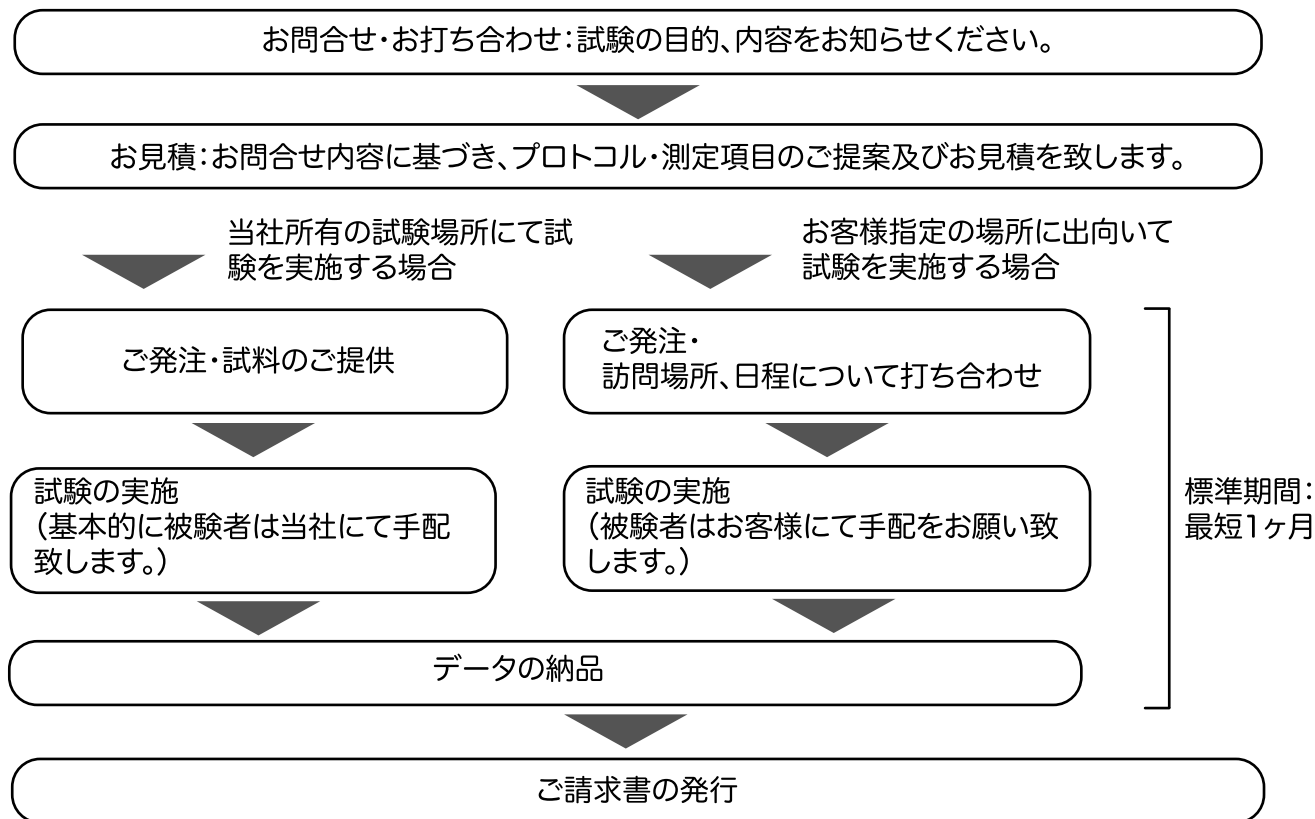 お問合せ・お打ち合わせ：試験の目的、内容をお知らせください。
お見積：お問合せ内容に基づき、プロトコル・測定項目のご提案及びお見積を致します。
当社所有の試験場所にて試
験を実施する場合
お客様指定の場所に出向いて
試験を実施する場合
ご発注・試料のご提供
ご発注・
訪問場所、日程について打ち合わせ
試験の実施
（基本的に被験者は当社にて手配
致します。）
試験の実施
（被験者はお客様にて手配をお願い致
します。）
標準期間：
最短1ヶ月
データの納品
ご請求書の発行